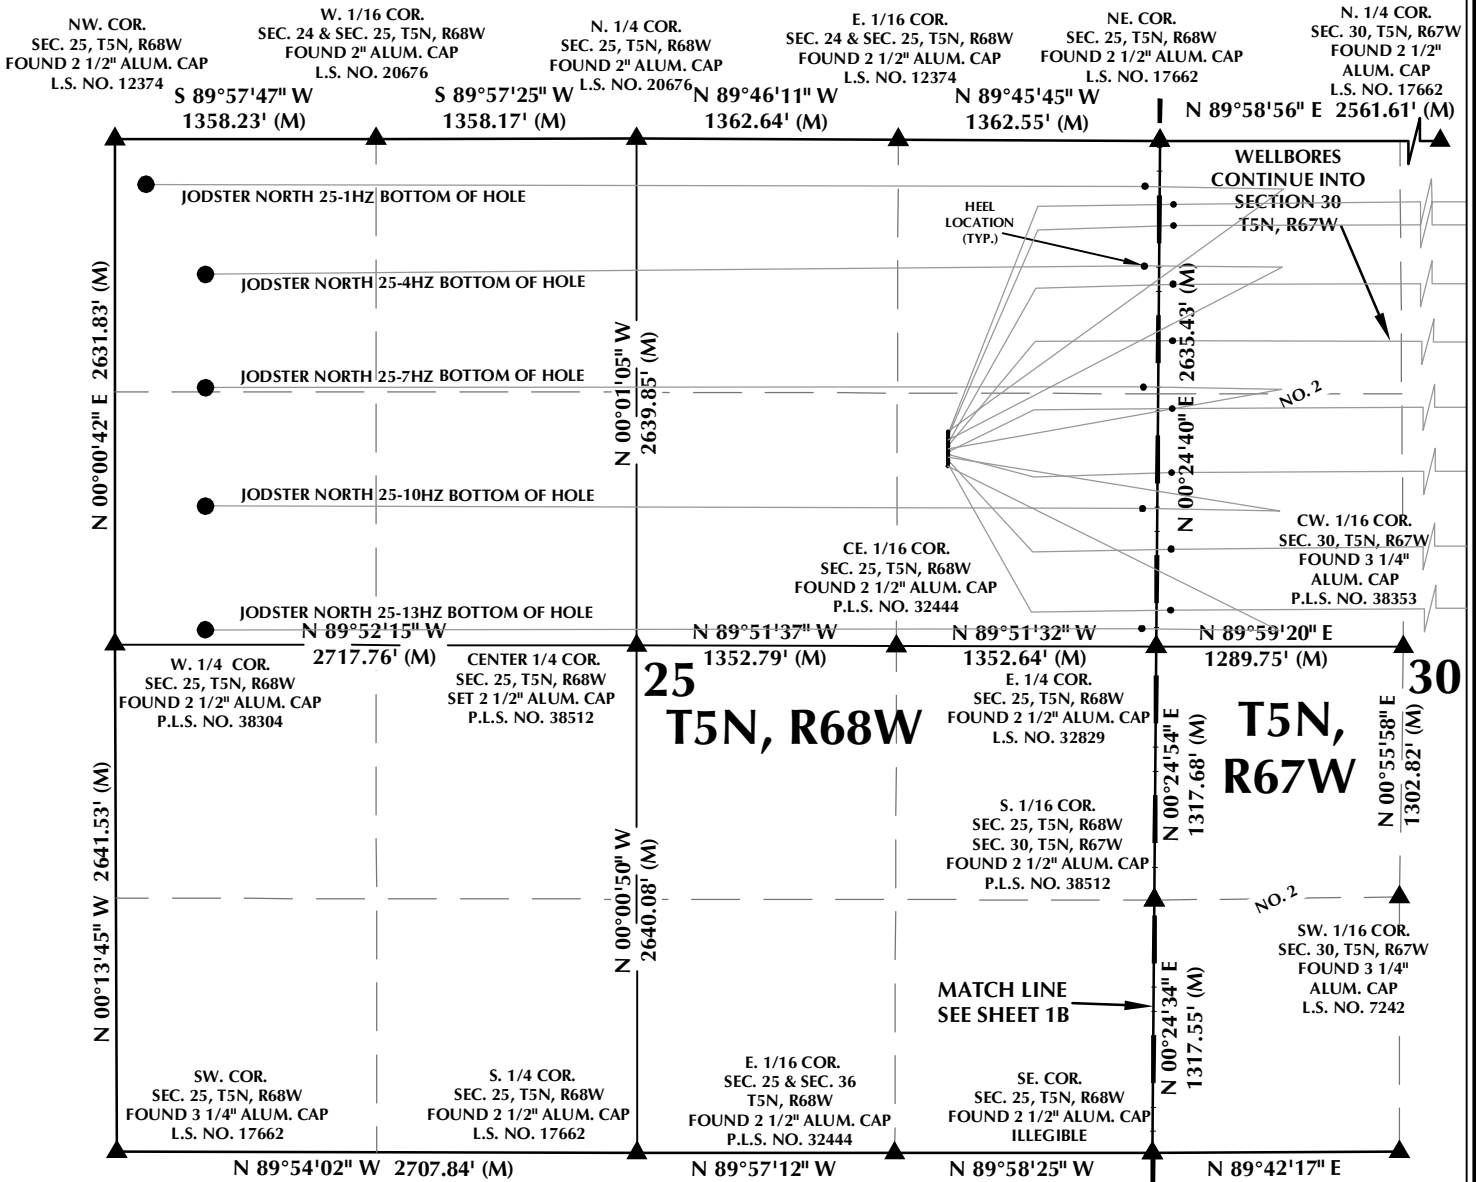 NW. COR.
SEC. 25, T5N, R68W
FOUND 2 1/2" ALUM. CAP
L.S. NO. 12374
W. 1/16 COR.
SEC. 24 & SEC. 25, T5N, R68W
FOUND 2" ALUM. CAP
L.S. NO. 20676
N. 1/4 COR.
SEC. 25, T5N, R68W
FOUND 2" ALUM. CAP
L.S. NO. 20676
E. 1/16 COR.
SEC. 24 & SEC. 25, T5N, R68W
FOUND 2 1/2" ALUM. CAP
L.S. NO. 12374
NE. COR.
SEC. 25, T5N, R68W
FOUND 2 1/2" ALUM. CAP
L.S. NO. 17662
N. 1/4 COR.
SEC. 30, T5N, R67W
FOUND 2 1/2"
ALUM. CAP
L.S. NO. 17662
S 89°57'47" W
1358.23' (M)
S 89°57'25" W
1358.17' (M)
N 89°46'11" W
1362.64' (M)
N 89°45'45" W
1362.55' (M)
N 89°58'56" E 2561.61' (M)
WELLBORES
CONTINUE INTO
SECTION 30
T5N, R67W
HEEL
LOCATION
(TYP.)
JODSTER NORTH 25-1HZ BOTTOM OF HOLE
JODSTER NORTH 25-4HZ BOTTOM OF HOLE
JODSTER NORTH 25-7HZ BOTTOM OF HOLE
JODSTER NORTH 25-10HZ BOTTOM OF HOLE
JODSTER NORTH 25-13HZ BOTTOM OF HOLE
N 00°00'42" E 2631.83' (M)
N 00°01'05" W
2639.85' (M)
N 00°24'40" E 2635.43' (M)
NO. 2
CE. 1/16 COR.
SEC. 25, T5N, R68W
FOUND 2 1/2" ALUM. CAP
P.L.S. NO. 32444
CW. 1/16 COR.
SEC. 30, T5N, R67W
FOUND 3 1/4"
ALUM. CAP
P.L.S. NO. 38353
N 89°52'15" W
2717.76' (M)
N 89°51'37" W
1352.79' (M)
N 89°51'32" W
1352.64' (M)
N 89°59'20" E
1289.75' (M)
W. 1/4 COR.
SEC. 25, T5N, R68W
FOUND 2 1/2" ALUM. CAP
P.L.S. NO. 38304
CENTER 1/4 COR.
SEC. 25, T5N, R68W
SET 2 1/2" ALUM. CAP
P.L.S. NO. 38512
25
T5N, R68W
E. 1/4 COR.
SEC. 25, T5N, R68W
FOUND 2 1/2" ALUM. CAP
L.S. NO. 32829
30
T5N,
R67W
N 00°24'54" E
1317.68' (M)
N 00°55'58" E
1302.82' (M)
S. 1/16 COR.
SEC. 25, T5N, R68W
SEC. 30, T5N, R67W
FOUND 2 1/2" ALUM. CAP
P.L.S. NO. 38512
N 00°13'45" W 2641.53' (M)
N 00°00'50" W
2640.08' (M)
NO. 2
SW. 1/16 COR.
SEC. 30, T5N, R67W
FOUND 3 1/4"
ALUM. CAP
L.S. NO. 7242
MATCH LINE
SEE SHEET 1B
N 00°24'34" E
1317.55' (M)
SW. COR.
SEC. 25, T5N, R68W
FOUND 3 1/4" ALUM. CAP
L.S. NO. 17662
S. 1/4 COR.
SEC. 25, T5N, R68W
FOUND 2 1/2" ALUM. CAP
L.S. NO. 17662
E. 1/16 COR.
SEC. 25 & SEC. 36
T5N, R68W
FOUND 2 1/2" ALUM. CAP
P.L.S. NO. 32444
SE. COR.
SEC. 25, T5N, R68W
FOUND 2 1/2" ALUM. CAP
ILLEGIBLE
N 89°54'02" W 2707.84' (M)
N 89°57'12" W
N 89°58'25" W
N 89°42'17" E